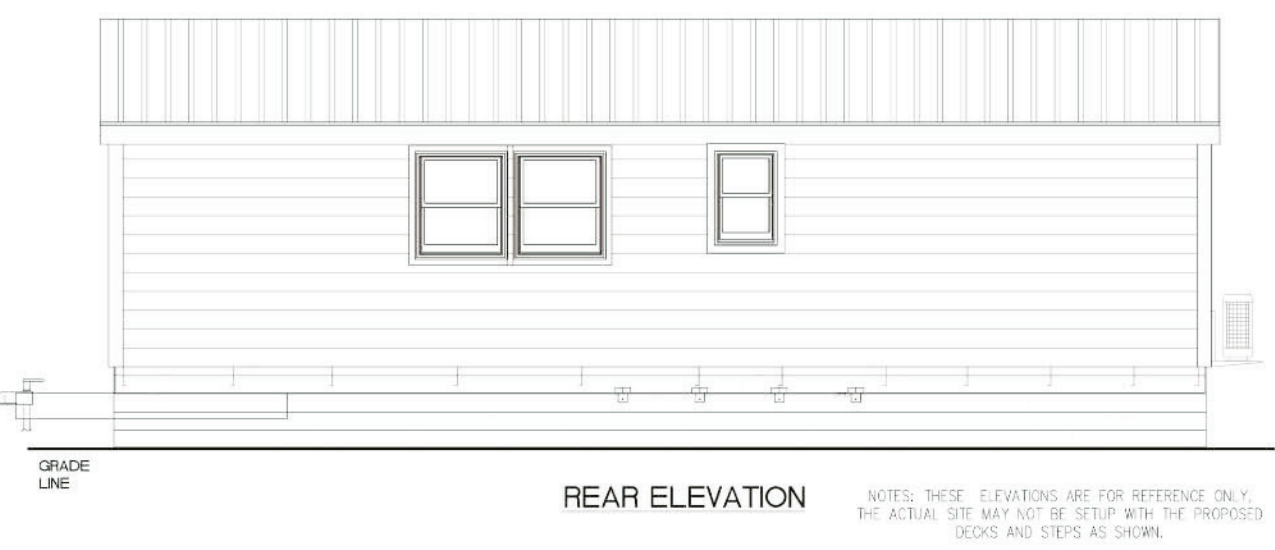 GRADE
LINE
REAR ELEVATION
NOTES: THESE ELEVATIONS ARE FOR REFERENCE ONLY.
THE ACTUAL SITE MAY NOT BE SETUP WITH THE PROPOSED
DECKS AND STEPS AS SHOWN.